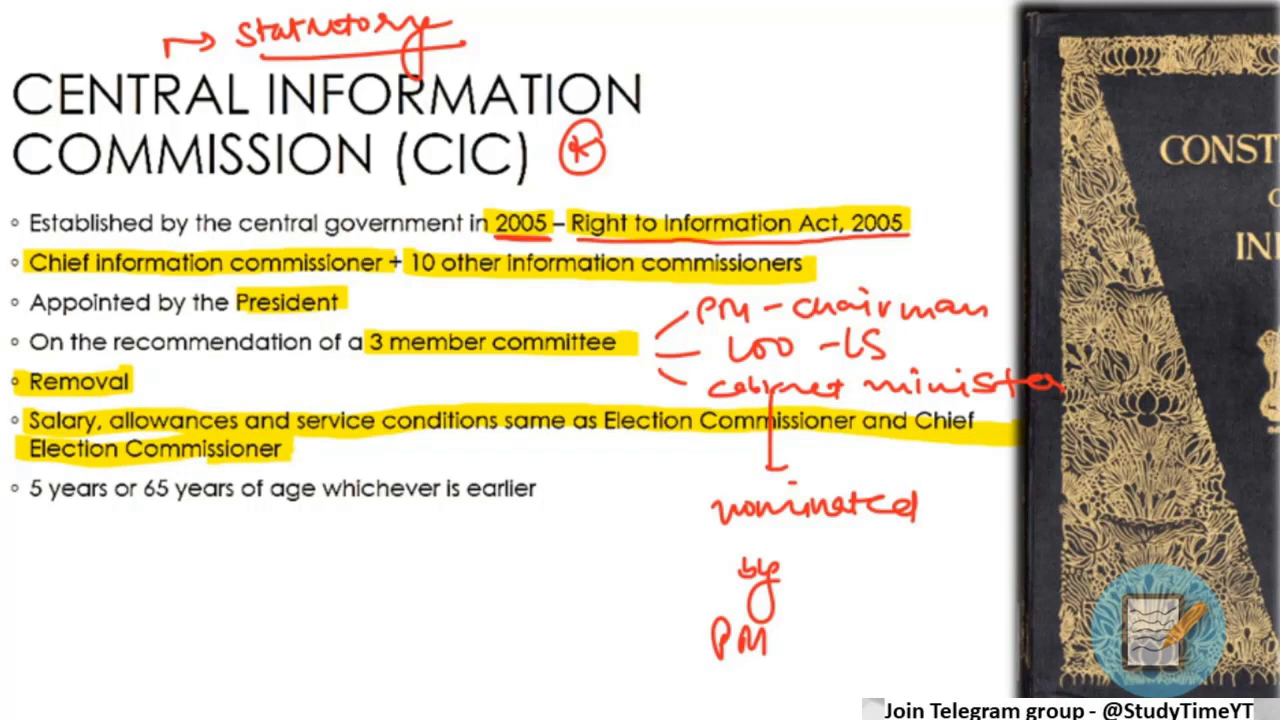 statutory
CENTRAL INFORMATION
COMMISSION (CIC)
Established by the central government in 2005 – Right to Information Act, 2005
Chief information commissioner + 10 other information commissioners
Appointed by the President
On the recommendation of a 3 member committee
PM - chairman
LOO - LS
cabinet minister
Removal
Salary, allowances and service conditions same as Election Commissioner and Chief
Election Commissioner
5 years or 65 years of age whichever is earlier
nominated
by
PM
CONST
IN
Join Telegram group - @StudyTimeYT